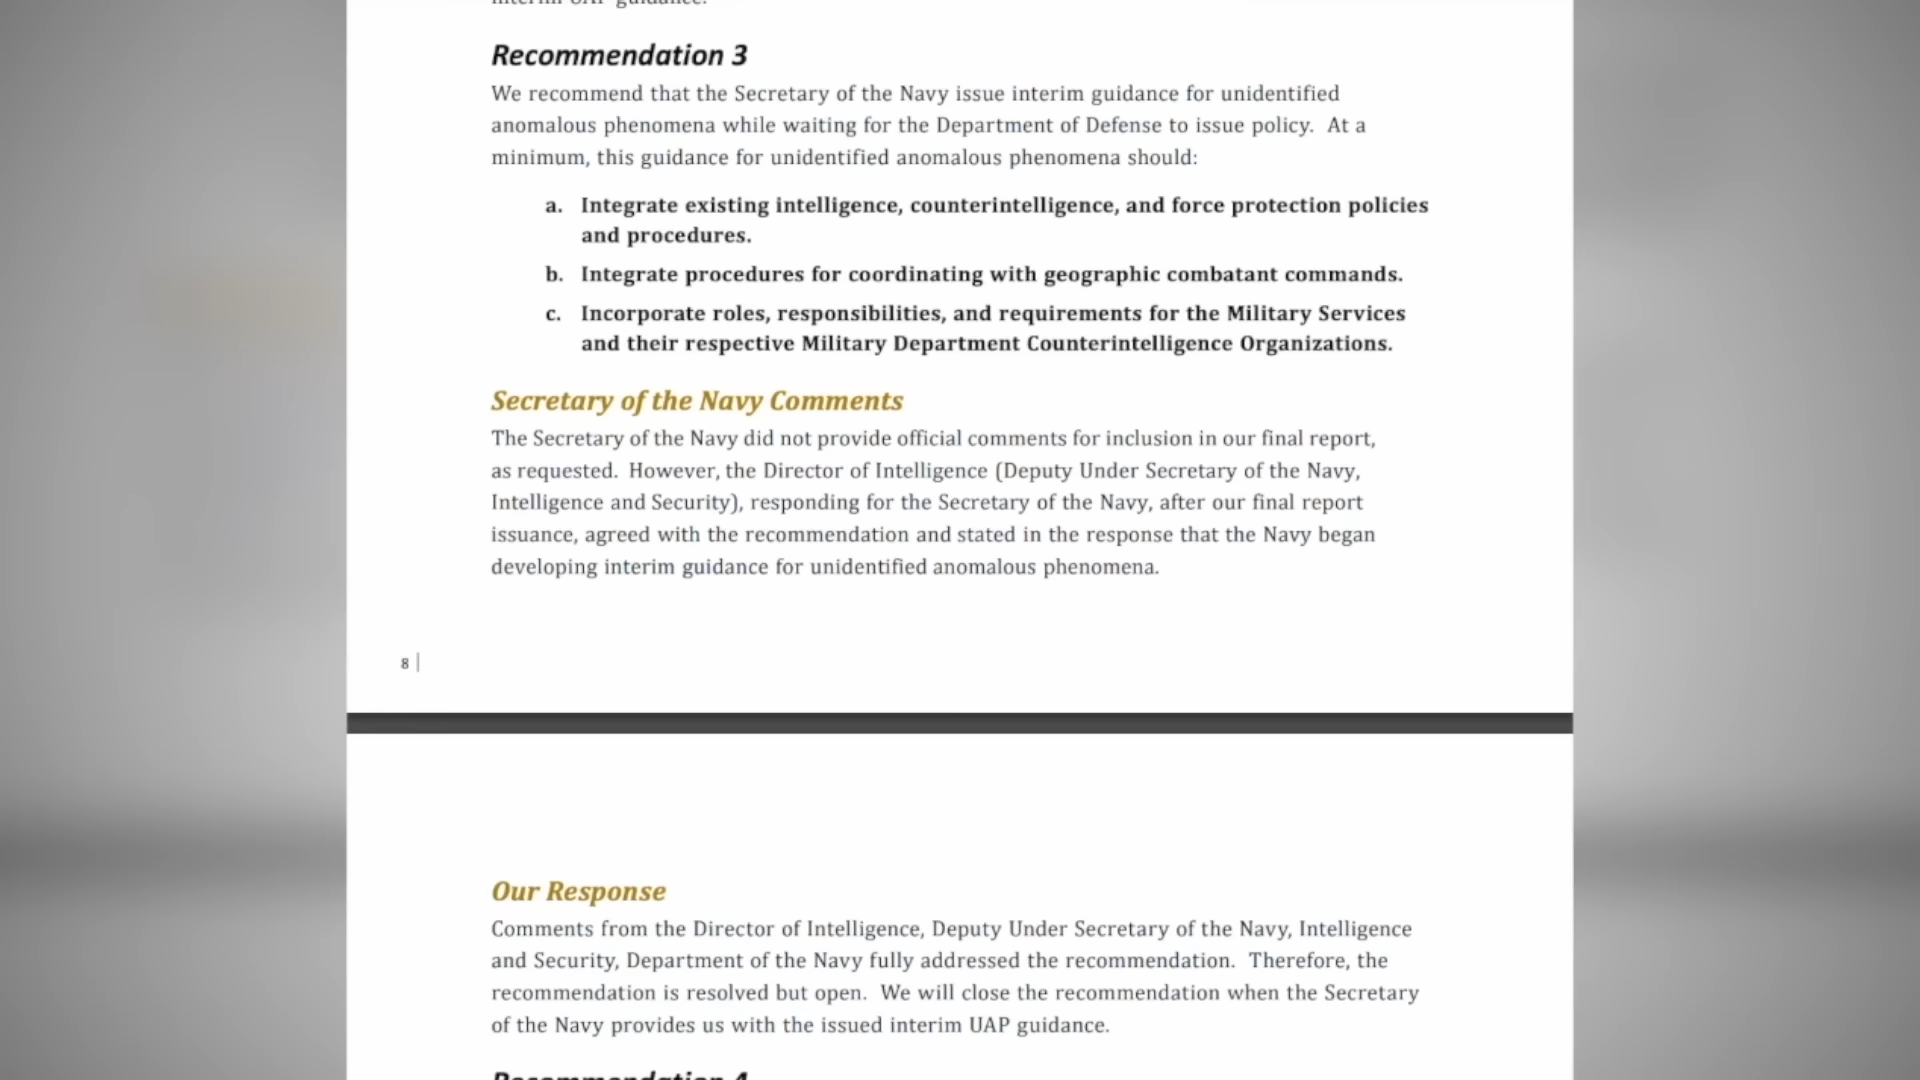 interim UAP guidance.
Recommendation 3
We recommend that the Secretary of the Navy issue interim guidance for unidentified
anomalous phenomena while waiting for the Department of Defense to issue policy.  At a
minimum, this guidance for unidentified anomalous phenomena should:
a. Integrate existing intelligence, counterintelligence, and force protection policies
and procedures.
b. Integrate procedures for coordinating with geographic combatant commands.
c. Incorporate roles, responsibilities, and requirements for the Military Services
and their respective Military Department Counterintelligence Organizations.
Secretary of the Navy Comments
The Secretary of the Navy did not provide official comments for inclusion in our final report,
as requested.  However, the Director of Intelligence (Deputy Under Secretary of the Navy,
Intelligence and Security), responding for the Secretary of the Navy, after our final report
issuance, agreed with the recommendation and stated in the response that the Navy began
developing interim guidance for unidentified anomalous phenomena.
8 |
Our Response
Comments from the Director of Intelligence, Deputy Under Secretary of the Navy, Intelligence
and Security, Department of the Navy fully addressed the recommendation.  Therefore, the
recommendation is resolved but open.  We will close the recommendation when the Secretary
of the Navy provides us with the issued interim UAP guidance.
Recommendation 4